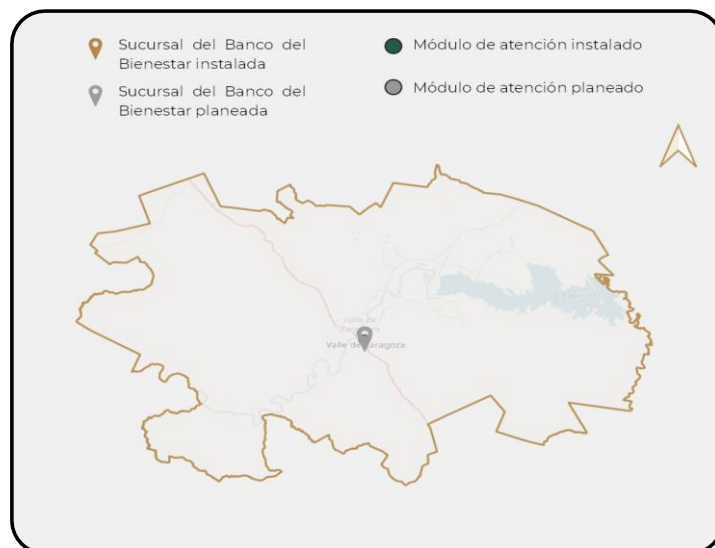 Sucursal del Banco del
Bienestar instalada
Sucursal del Banco del
Bienestar planeada
Módulo de atención instalado
Módulo de atención planeado
Valle de
Zaragoza
Valle de Zaragoza